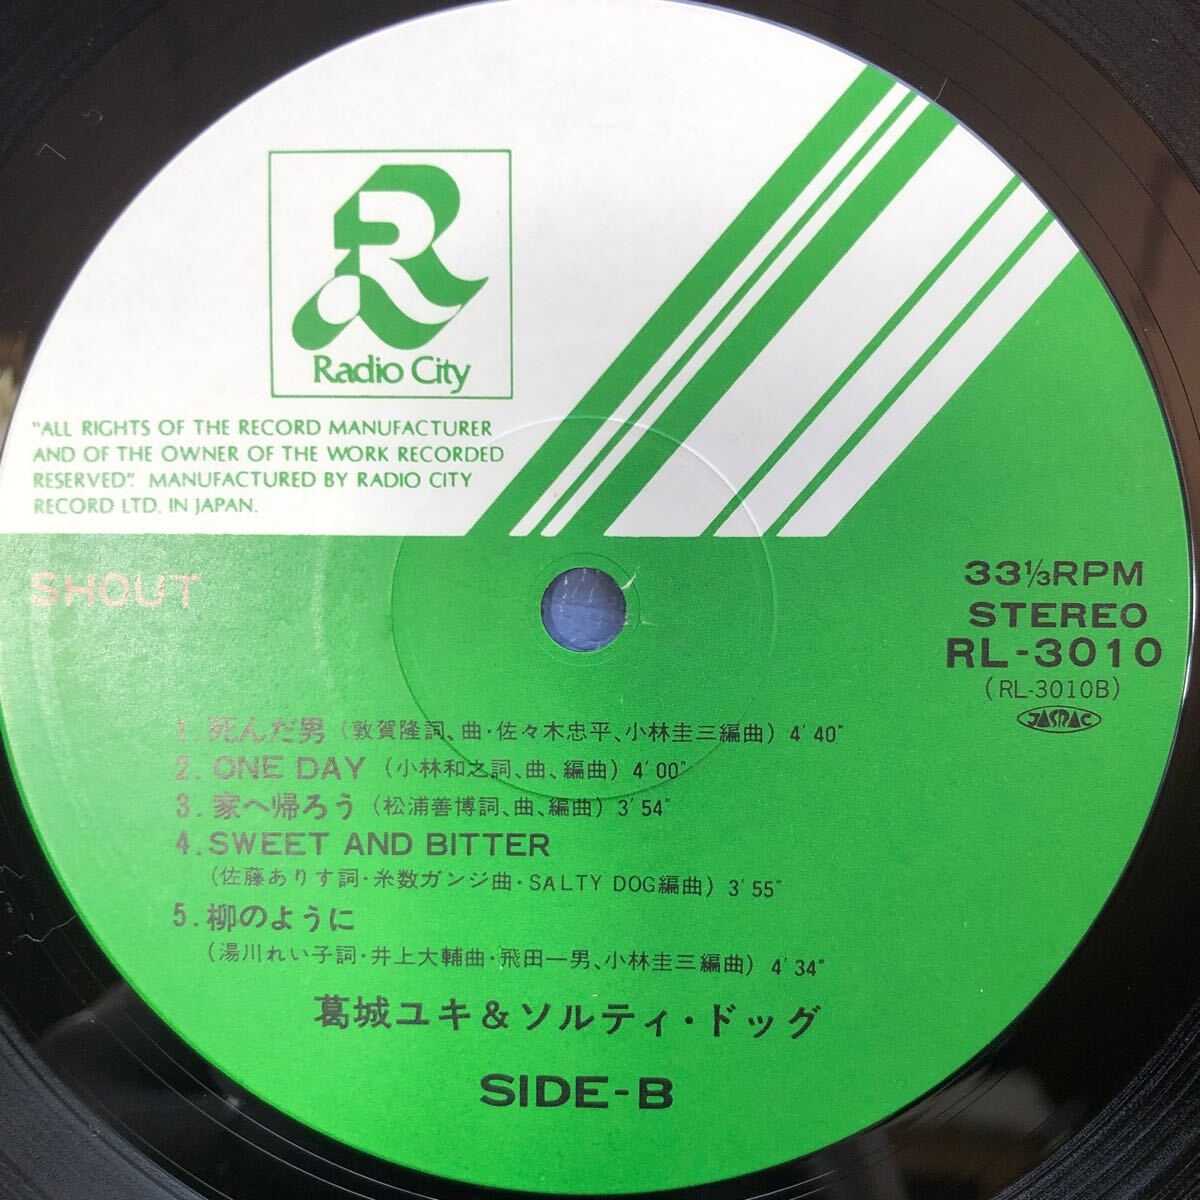 R
Radio City
"ALL RIGHTS OF THE RECORD MANUFACTURER
AND OF THE OWNER OF THE WORK RECORDED
RESERVED". MANUFACTURED BY RADIO CITY
RECORD LTD. IN JAPAN.
SHOUT
33⅓RPM
STEREO
RL-3010
(RL-3010B)
JASRAC
1. 死んだ男 (敦賀隆詞、曲・佐々木忠平、小林圭三編曲) 4'40"
2. ONE DAY (小林和之詞、曲、編曲) 4'00"
3. 家へ帰ろう (松浦善博詞、曲、編曲) 3'54"
4. SWEET AND BITTER
(佐藤ありす詞・糸数ガンジ曲・SALTY DOG編曲) 3'55"
5. 柳のように
(湯川れい子詞・井上大輔曲・飛田一男、小林圭三編曲) 4'34"
葛城ユキ&ソルティ・ドッグ
SIDE-B